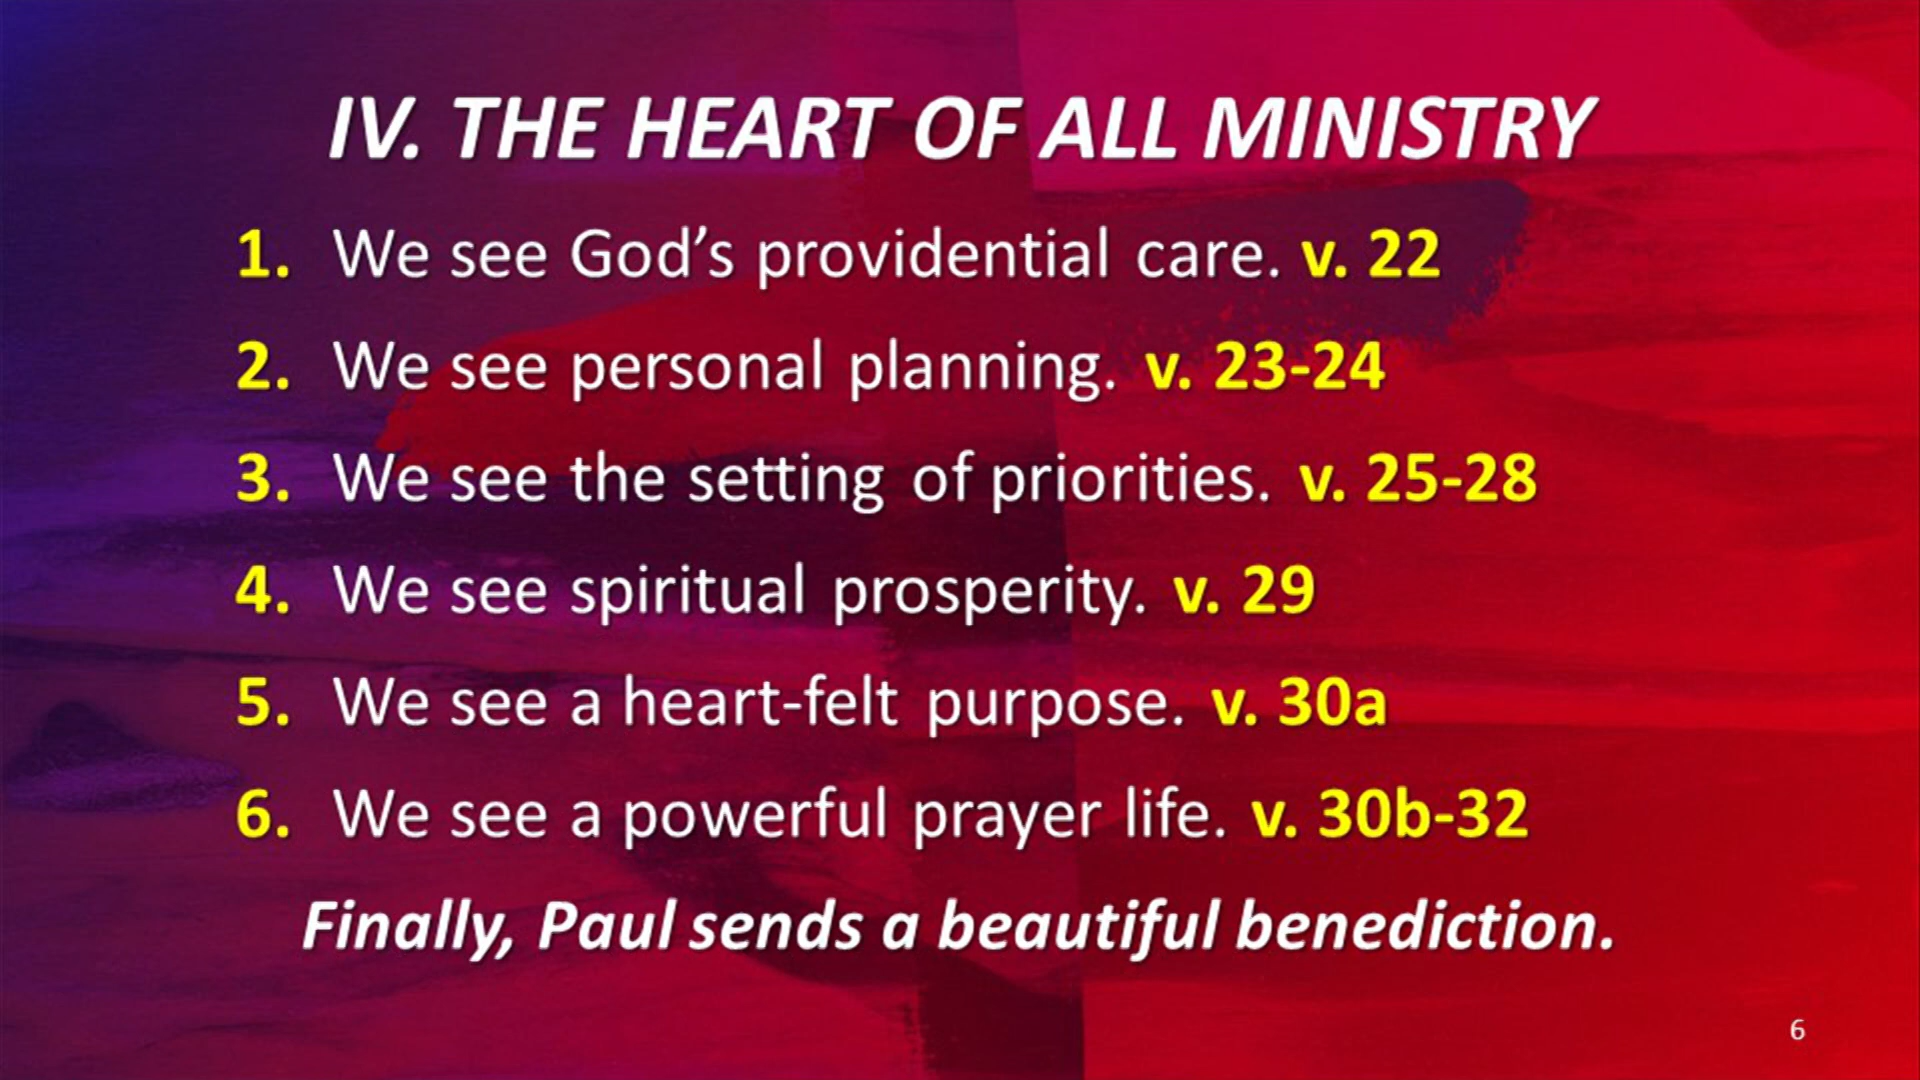 IV. THE HEART OF ALL MINISTRY
1. We see God’s providential care. v. 22
2. We see personal planning. v. 23-24
3. We see the setting of priorities. v. 25-28
4. We see spiritual prosperity. v. 29
5. We see a heart-felt purpose. v. 30a
6. We see a powerful prayer life. v. 30b-32
Finally, Paul sends a beautiful benediction.
6